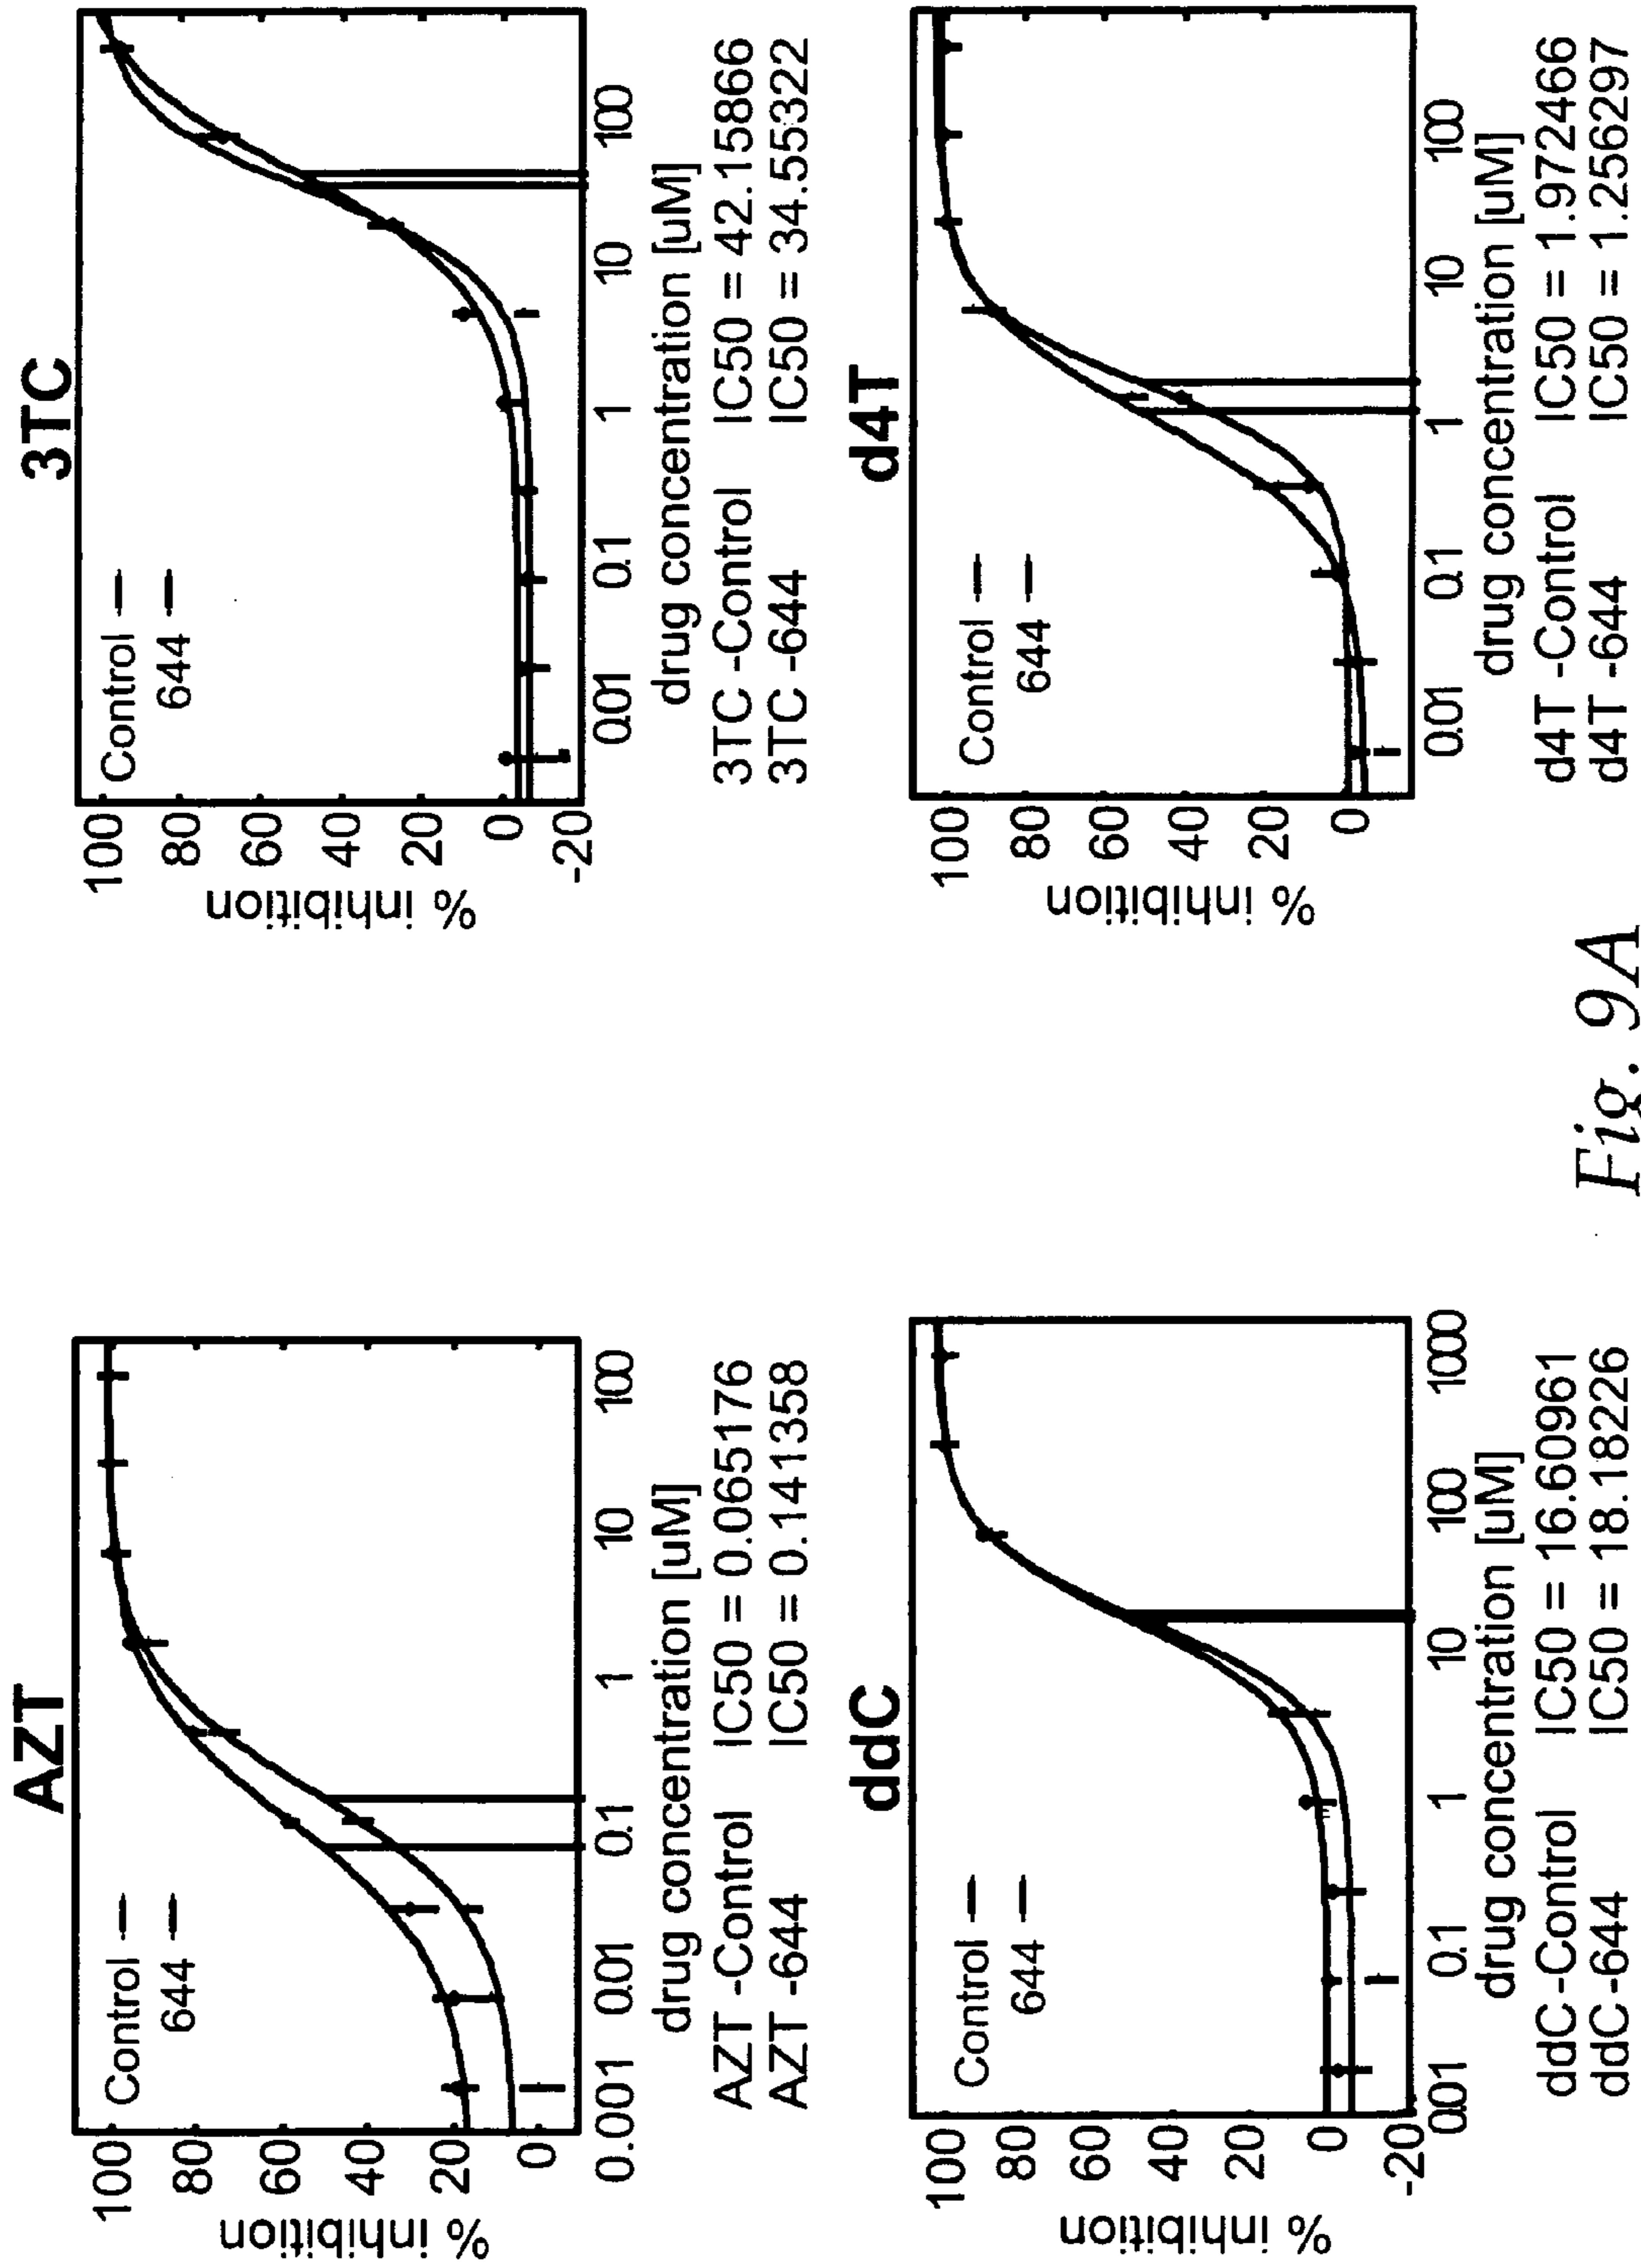 AZT
Control
644
% inhibition
100
80
60
40
20
0
0.001 0.01 0.1 1 10 100
drug concentration [uM]
AZT -Control IC50 = 0.065176
AZT -644 IC50 = 0.141358
3TC
Control
644
% inhibition
100
80
60
40
20
0
-20
0.01 0.1 1 10 100
drug concentration [uM]
3TC -Control IC50 = 42.15866
3TC -644 IC50 = 34.55322
ddC
Control
644
% inhibition
100
80
60
40
20
0
-20
0.01 0.1 1 10 100 1000
drug concentration [uM]
ddC -Control IC50 = 16.60961
ddC -644 IC50 = 18.18226
d4T
Control
644
% inhibition
100
80
60
40
20
0
0.01 0.1 1 10 100
drug concentration [uM]
d4T -Control IC50 = 1.972466
d4T -644 IC50 = 1.256297
Fig. 9A